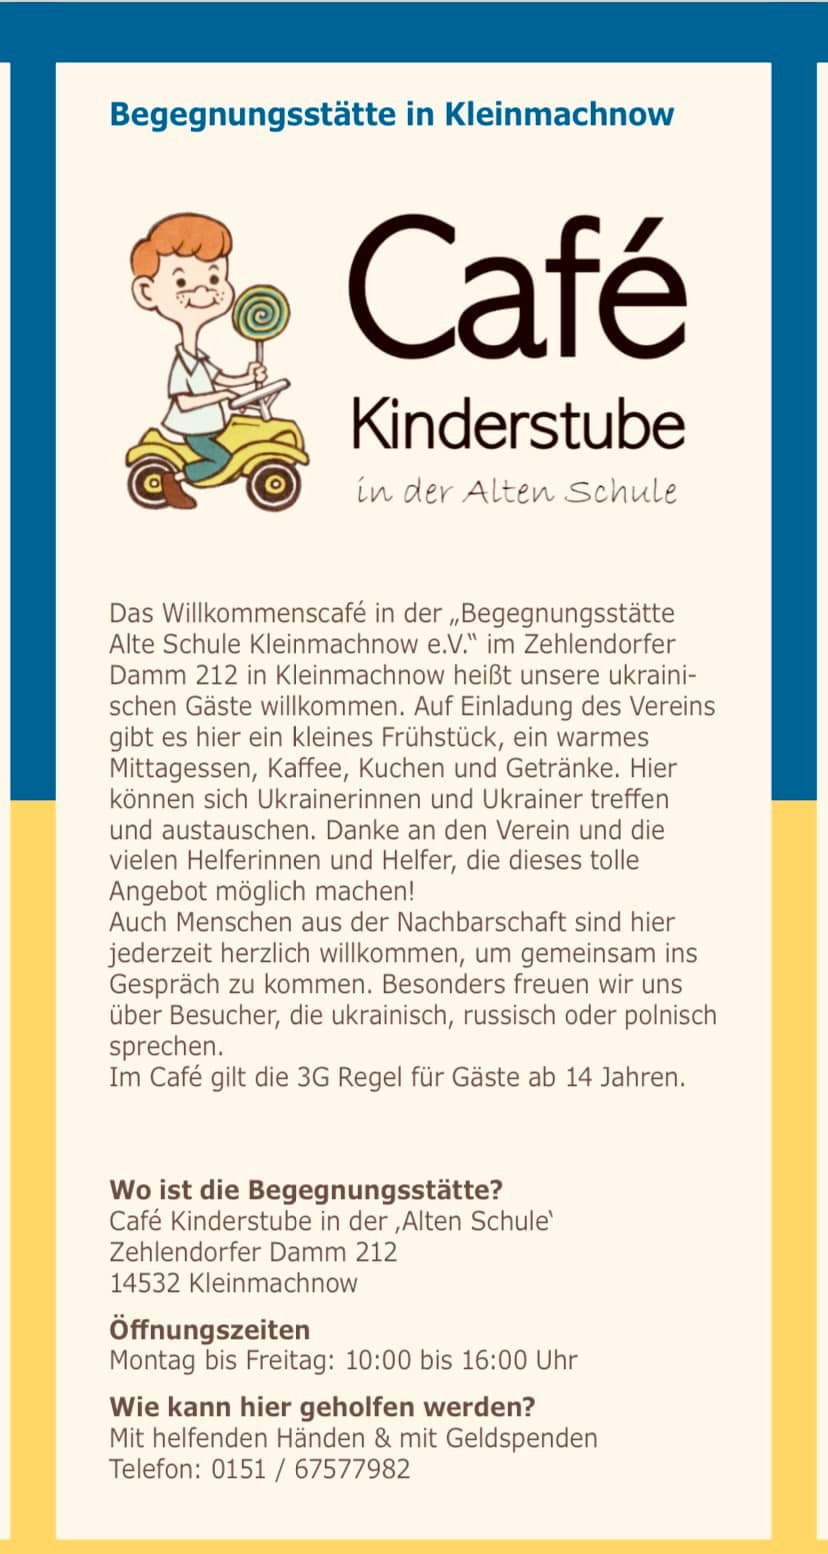 Begegnungsstätte in Kleinmachnow
Café
Kinderstube
in der Alten Schule
Das Willkommenscafé in der „Begegnungsstätte
Alte Schule Kleinmachnow e.V.“ im Zehlendorfer
Damm 212 in Kleinmachnow heißt unsere ukraini-
schen Gäste willkommen. Auf Einladung des Vereins
gibt es hier ein kleines Frühstück, ein warmes
Mittagessen, Kaffee, Kuchen und Getränke. Hier
können sich Ukrainerinnen und Ukrainer treffen
und austauschen. Danke an den Verein und die
vielen Helferinnen und Helfer, die dieses tolle
Angebot möglich machen!
Auch Menschen aus der Nachbarschaft sind hier
jederzeit herzlich willkommen, um gemeinsam ins
Gespräch zu kommen. Besonders freuen wir uns
über Besucher, die ukrainisch, russisch oder polnisch
sprechen.
Im Café gilt die 3G Regel für Gäste ab 14 Jahren.
Wo ist die Begegnungsstätte?
Café Kinderstube in der ‚Alten Schule‘
Zehlendorfer Damm 212
14532 Kleinmachnow
Öffnungszeiten
Montag bis Freitag: 10:00 bis 16:00 Uhr
Wie kann hier geholfen werden?
Mit helfenden Händen & mit Geldspenden
Telefon: 0151 / 67577982